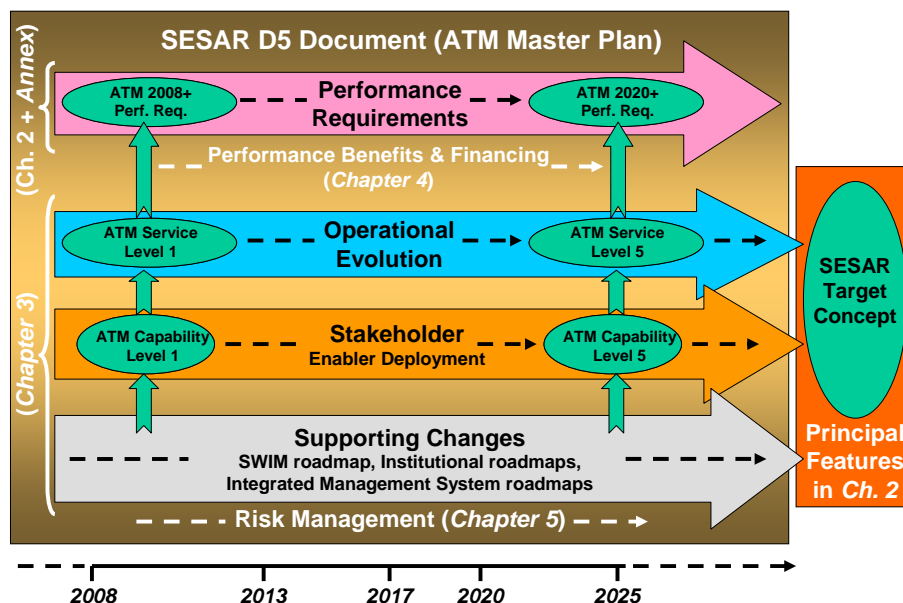 SESAR D5 Document (ATM Master Plan)
(Ch. 2 + Annex)
ATM 2008+
Perf. Req.
Performance
Requirements
ATM 2020+
Perf. Req.
Performance Benefits & Financing
(Chapter 4)
(Chapter 3)
ATM Service
Level 1
Operational
Evolution
ATM Service
Level 5
ATM Capability
Level 1
Stakeholder
Enabler Deployment
ATM Capability
Level 5
Supporting Changes
SWIM roadmap, Institutional roadmaps,
Integrated Management System roadmaps
Risk Management (Chapter 5)
SESAR
Target
Concept
Principal
Features
in Ch. 2
2008
2013
2017
2020
2025